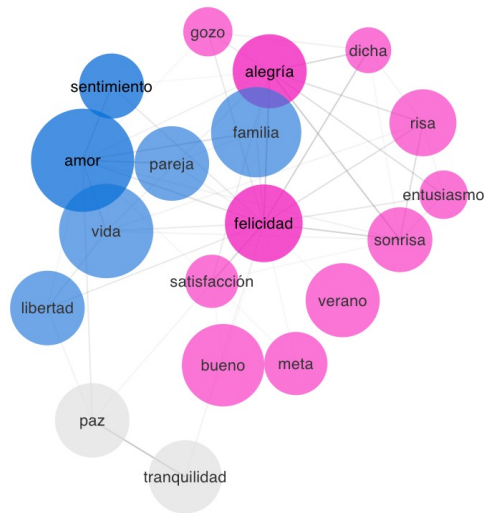 gozo
dicha
alegría
sentimiento
risa
familia
amor
pareja
entusiasmo
felicidad
vida
sonrisa
satisfacción
verano
libertad
bueno
meta
paz
tranquilidad